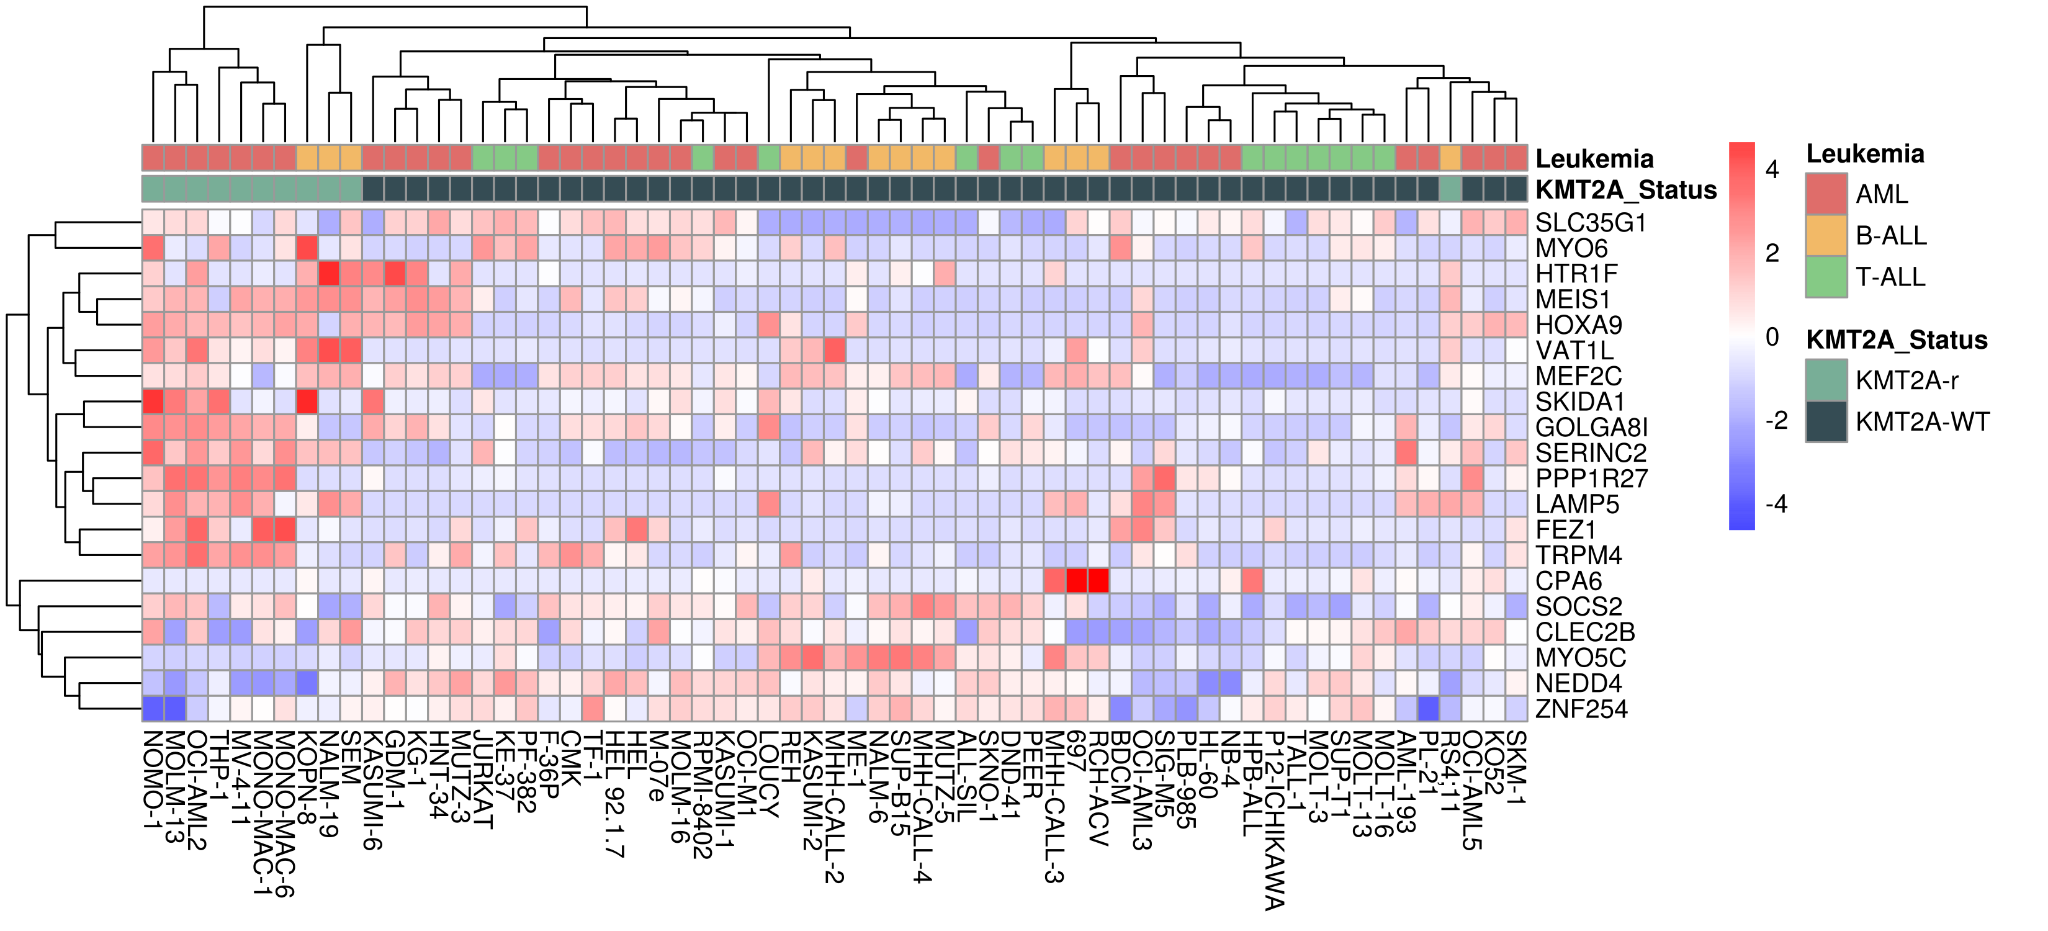 Leukemia
KMT2A_Status
SLC35G1
MYO6
HTR1F
MEIS1
HOXA9
VAT1L
MEF2C
SKIDA1
GOLGA8I
SERINC2
PPP1R27
LAMP5
FEZ1
TRPM4
CPA6
SOCS2
CLEC2B
MYO5C
NEDD4
ZNF254
NOMO-1
MOLM-13
OCI-AML2
THP-1
MV-4-11
MONO-MAC-1
MONO-MAC-6
KOPN-8
NALM-19
SEM
KASUMI-6
GDM-1
KG-1
HNT-34
MUTZ-3
JURKAT
KE-37
PF-382
F-36P
CMK
TF-1
HEL 92.1.7
HEL
M-07e
MOLM-16
RPMI-8402
KASUMI-1
OCI-M1
LOUCY
REH
KASUMI-2
MHH-CALL-2
ME-1
NALM-6
SUP-B15
MHH-CALL-4
MUTZ-5
ALL-SIL
SKNO-1
DND-41
PEER
MHH-CALL-3
697
RCH-ACV
BDCM
OCI-AML3
SIG-M5
PLB-985
HL-60
NB-4
HPB-ALL
P12-ICHIKAWA
TALL-1
MOLT-3
SUP-T1
MOLT-13
MOLT-16
AML-193
PL-21
RS4;11
OCI-AML5
KO52
SKM-1
4
2
0
-2
-4
Leukemia
AML
B-ALL
T-ALL
KMT2A_Status
KMT2A-r
KMT2A-WT